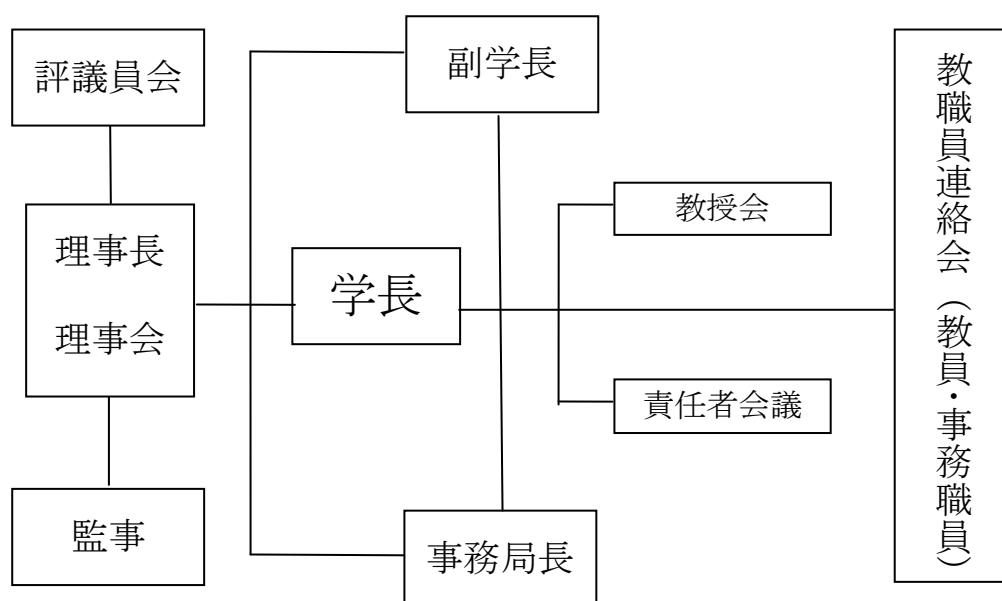 評議員会
理事長
理事会
監事
副学長
学長
事務局長
教授会
責任者会議
教職員連絡会（教員・事務職員）